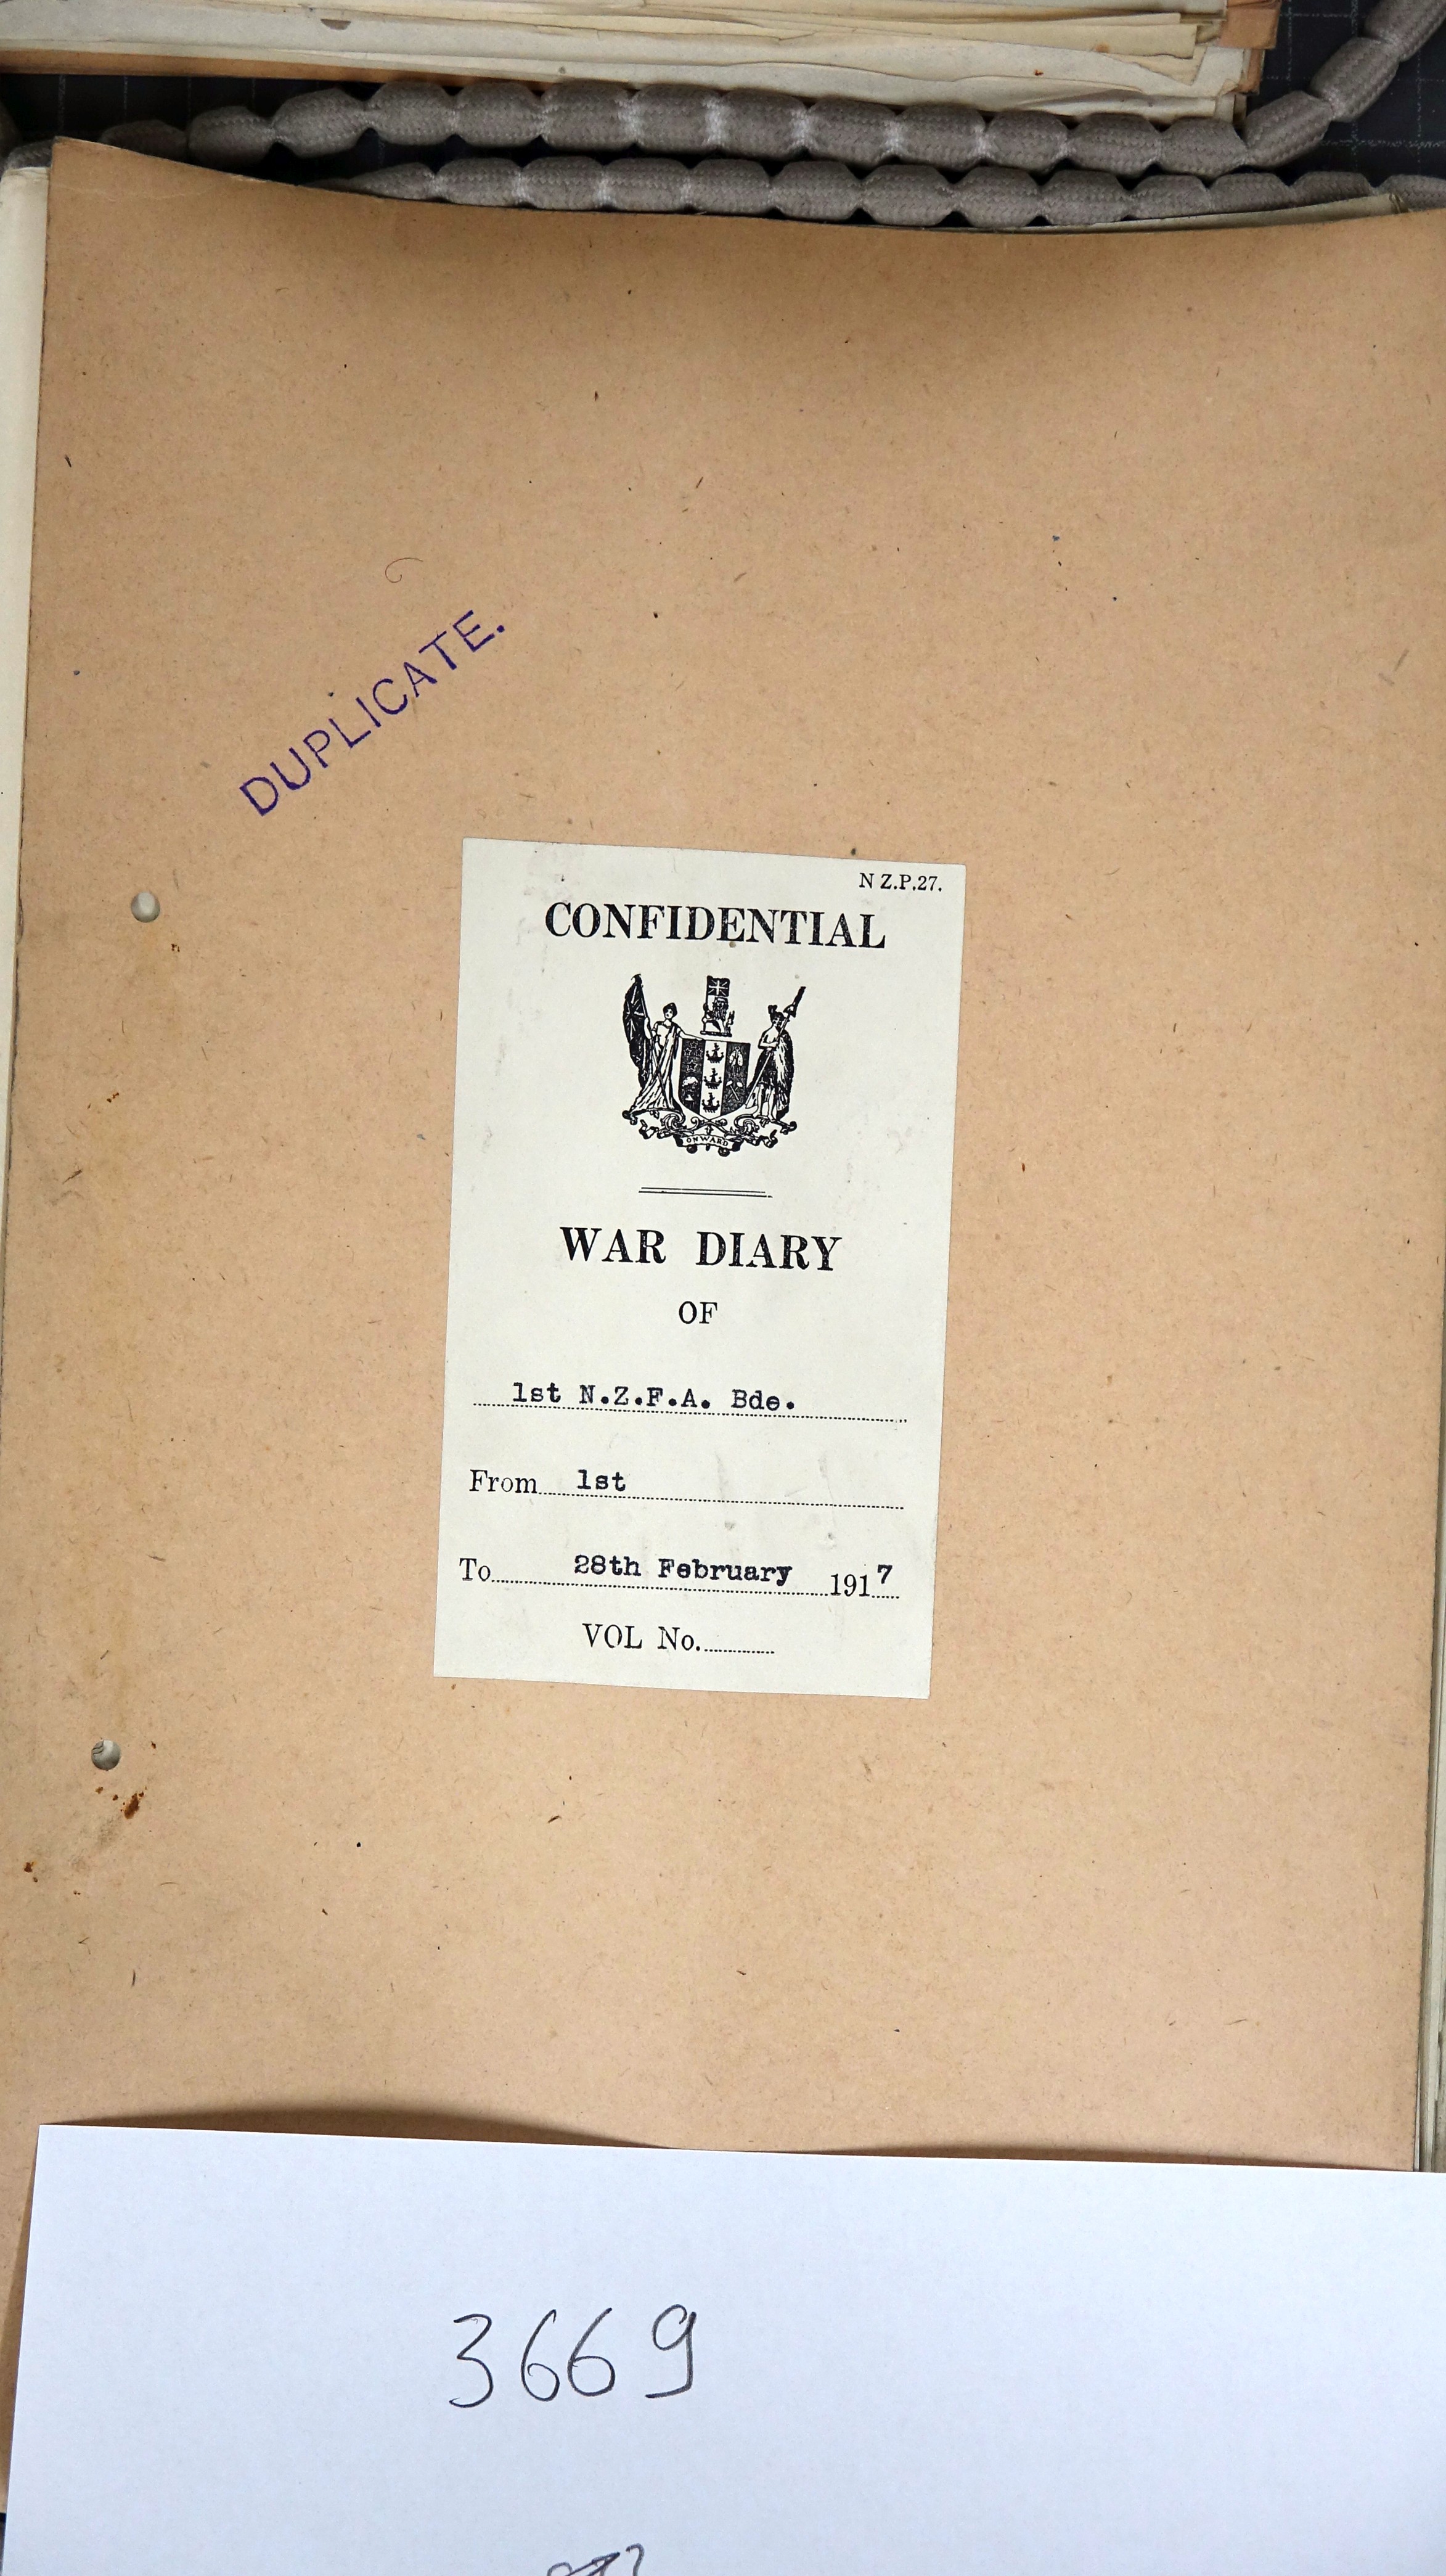 DUPLICATE.
N Z.P.27.
CONFIDENTIAL
ONWARD
WAR DIARY
OF
1st N.Z.F.A. Bde.
From 1st
To 28th February 1917
VOL No.
3669